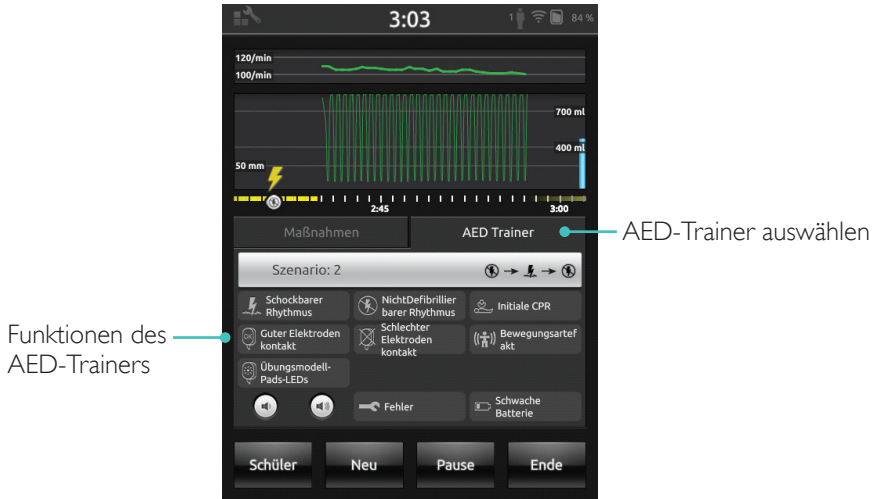 3:03
1
84 %
120/min
100/min
700 ml
400 ml
50 mm
2:45
3:00
Maßnahmen
AED Trainer
AED-Trainer auswählen
Szenario: 2
Schockbarer
Rhythmus
NichtDefibrillier
barer Rhythmus
Initiale CPR
Funktionen des
AED-Trainers
OK
Guter Elektroden
kontakt
Schlechter
Elektroden
kontakt
Bewegungsartef
akt
Übungsmodell-
Pads-LEDs
Fehler
Schwache
Batterie
Schüler
Neu
Pause
Ende